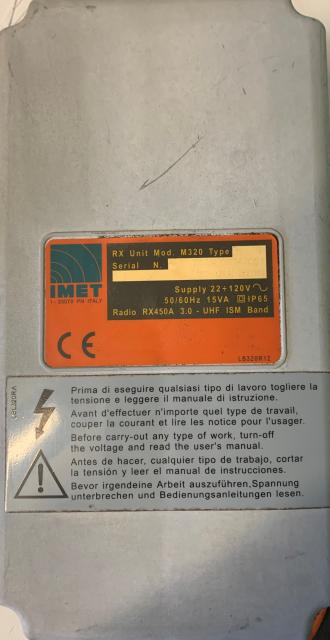 RX Unit Mod. M320 Type
Serial N.
IMET
I - 33070 PN ITALY
Supply 22÷120V~
50/60Hz 15VA IP65
Radio RX450A 3.0 - UHF ISM Band
CE
LS320R12
Prima di eseguire qualsiasi tipo di lavoro togliere la
tensione e leggere il manuale di istruzione.
Avant d'effectuer n'importe quel type de travail,
couper la courant et lire les notice pour l'usager.
Before carry-out any type of work, turn-off
the voltage and read the user's manual.
Antes de hacer, cualquier tipo de trabajo, cortar
la tensión y leer el manual de instrucciones.
Bevor irgendeine Arbeit auszuführen,Spannung
unterbrechen und Bedienungsanleitungen lesen.